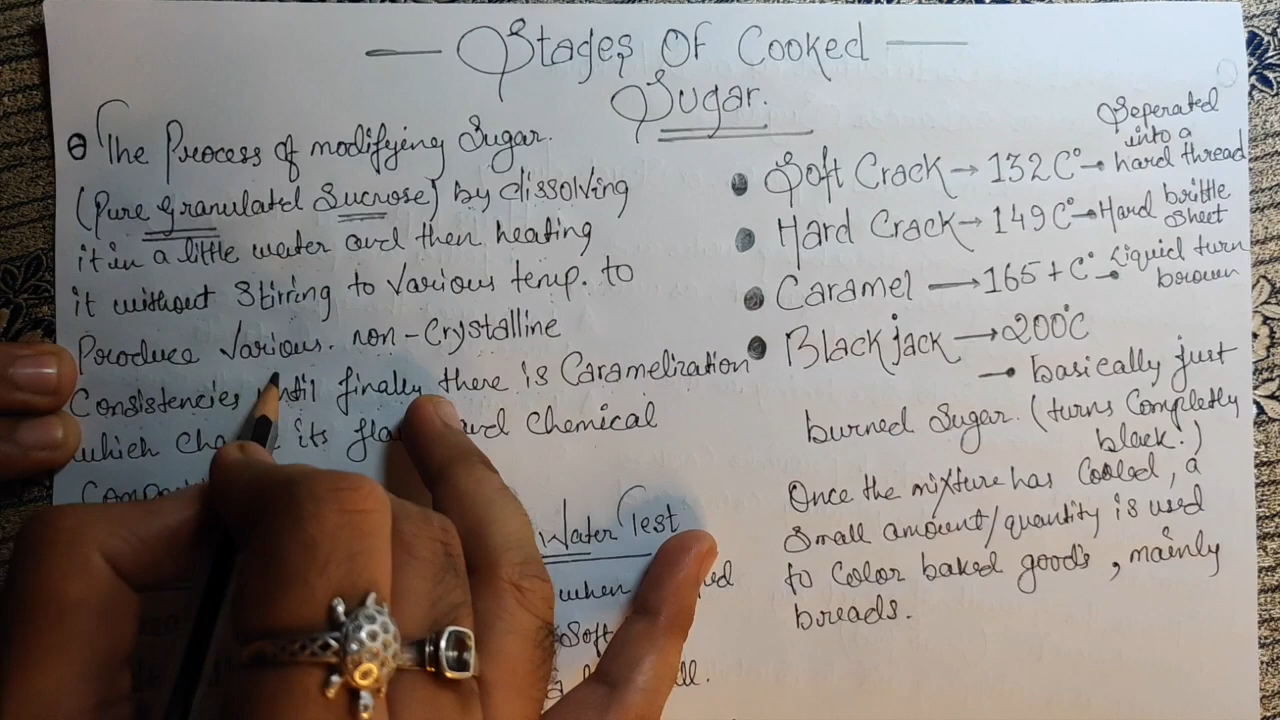 Stages Of Cooked
Sugar.
The Process of modifying Sugar.
(Pure granulated Sucrose) by dissolving
it in a little water and then heating
it without Stirring to Various temp. to
Produce Various. non-Crystalline
Consistencies until finally there is Caramelization
which its and Chemical
Water Test
when
Soft
Seperated
into a
Soft Crack → 132 C° → hard thread
Hard Crack → 149 C° → Hard brittle
Sheet
Caramel → 165+ C° → Liquid turn
brown
Black jack → 200°C
→ basically just
burned Sugar. (turns Completly
black.)
Once the mixture has Cooled, a
Small amount/quantity is used
to Color baked goods, mainly
breads.